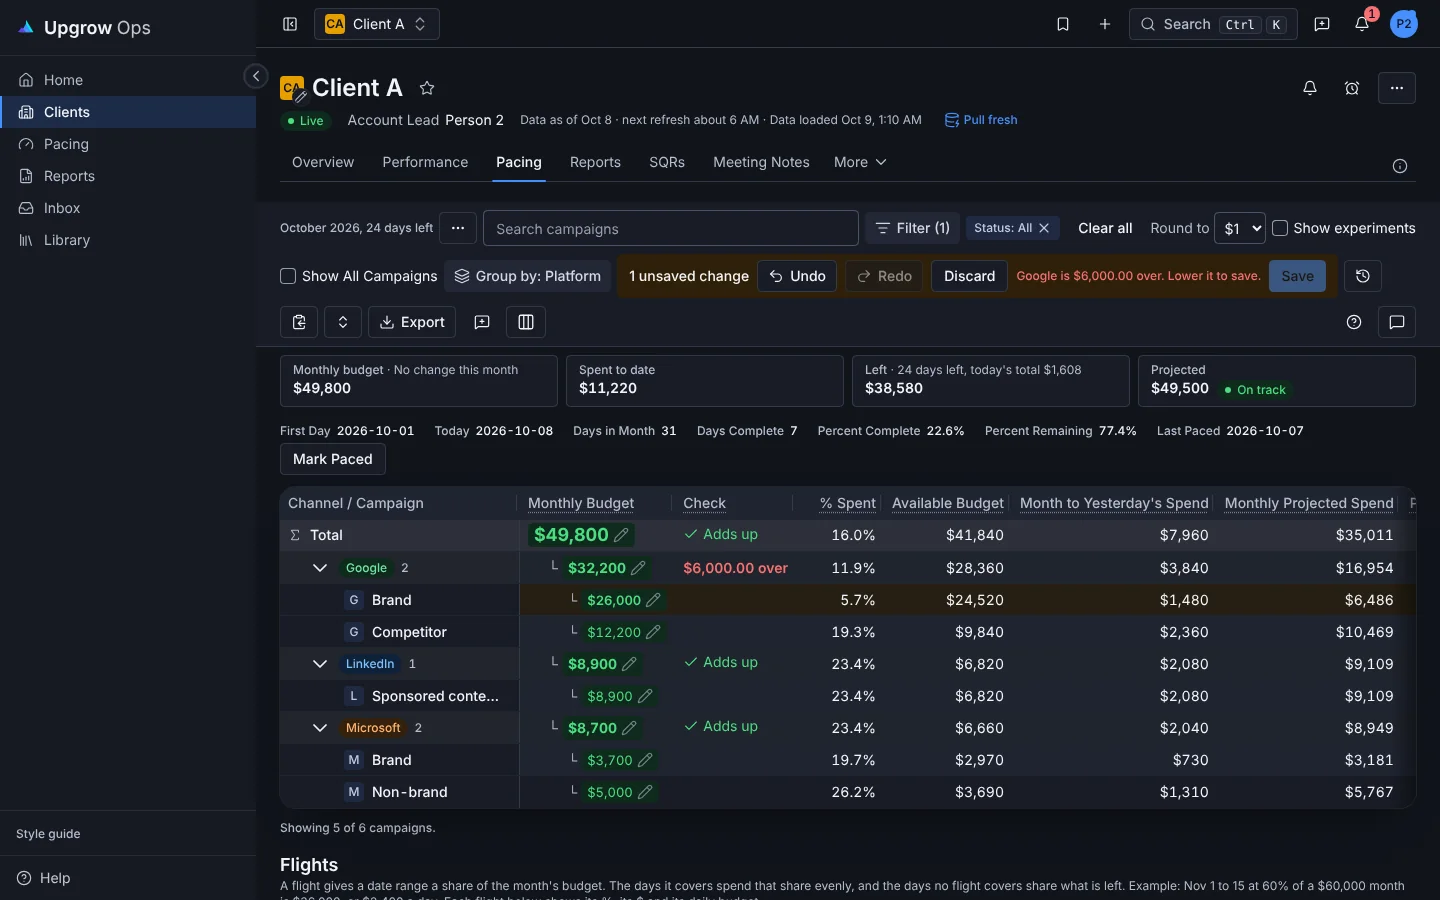 Upgrow Ops
CA Client A
Search Ctrl K
1
P2
Home
Clients
Pacing
Reports
Inbox
Library
Style guide
Help
CA Client A
Live
Account Lead Person 2
Data as of Oct 8 · next refresh about 6 AM · Data loaded Oct 9, 1:10 AM
Pull fresh
Overview Performance Pacing Reports SQRs Meeting Notes More
October 2026, 24 days left
Search campaigns
Filter (1)
Status: All
Clear all
Round to $1
Show experiments
Show All Campaigns
Group by: Platform
1 unsaved change
Undo
Redo
Discard
Google is $6,000.00 over. Lower it to save.
Save
Export
Monthly budget · No change this month
$49,800
Spent to date
$11,220
Left · 24 days left, today's total $1,608
$38,580
Projected
$49,500 On track
First Day 2026-10-01 Today 2026-10-08 Days in Month 31 Days Complete 7 Percent Complete 22.6% Percent Remaining 77.4% Last Paced 2026-10-07
Mark Paced
Channel / Campaign Monthly Budget Check % Spent Available Budget Month to Yesterday's Spend Monthly Projected Spend
Σ Total $49,800 Adds up 16.0% $41,840 $7,960 $35,011
Google 2 $32,200 $6,000.00 over 11.9% $28,360 $3,840 $16,954
G Brand $26,000 5.7% $24,520 $1,480 $6,486
G Competitor $12,200 19.3% $9,840 $2,360 $10,469
LinkedIn 1 $8,900 Adds up 23.4% $6,820 $2,080 $9,109
L Sponsored conte... $8,900 23.4% $6,820 $2,080 $9,109
Microsoft 2 $8,700 Adds up 23.4% $6,660 $2,040 $8,949
M Brand $3,700 19.7% $2,970 $730 $3,181
M Non-brand $5,000 26.2% $3,690 $1,310 $5,767
Showing 5 of 6 campaigns.
Flights
A flight gives a date range a share of the month's budget. The days it covers spend that share evenly, and the days no flight covers share what is left. Example: Nov 1 to 15 at 60% of a $60,000 month